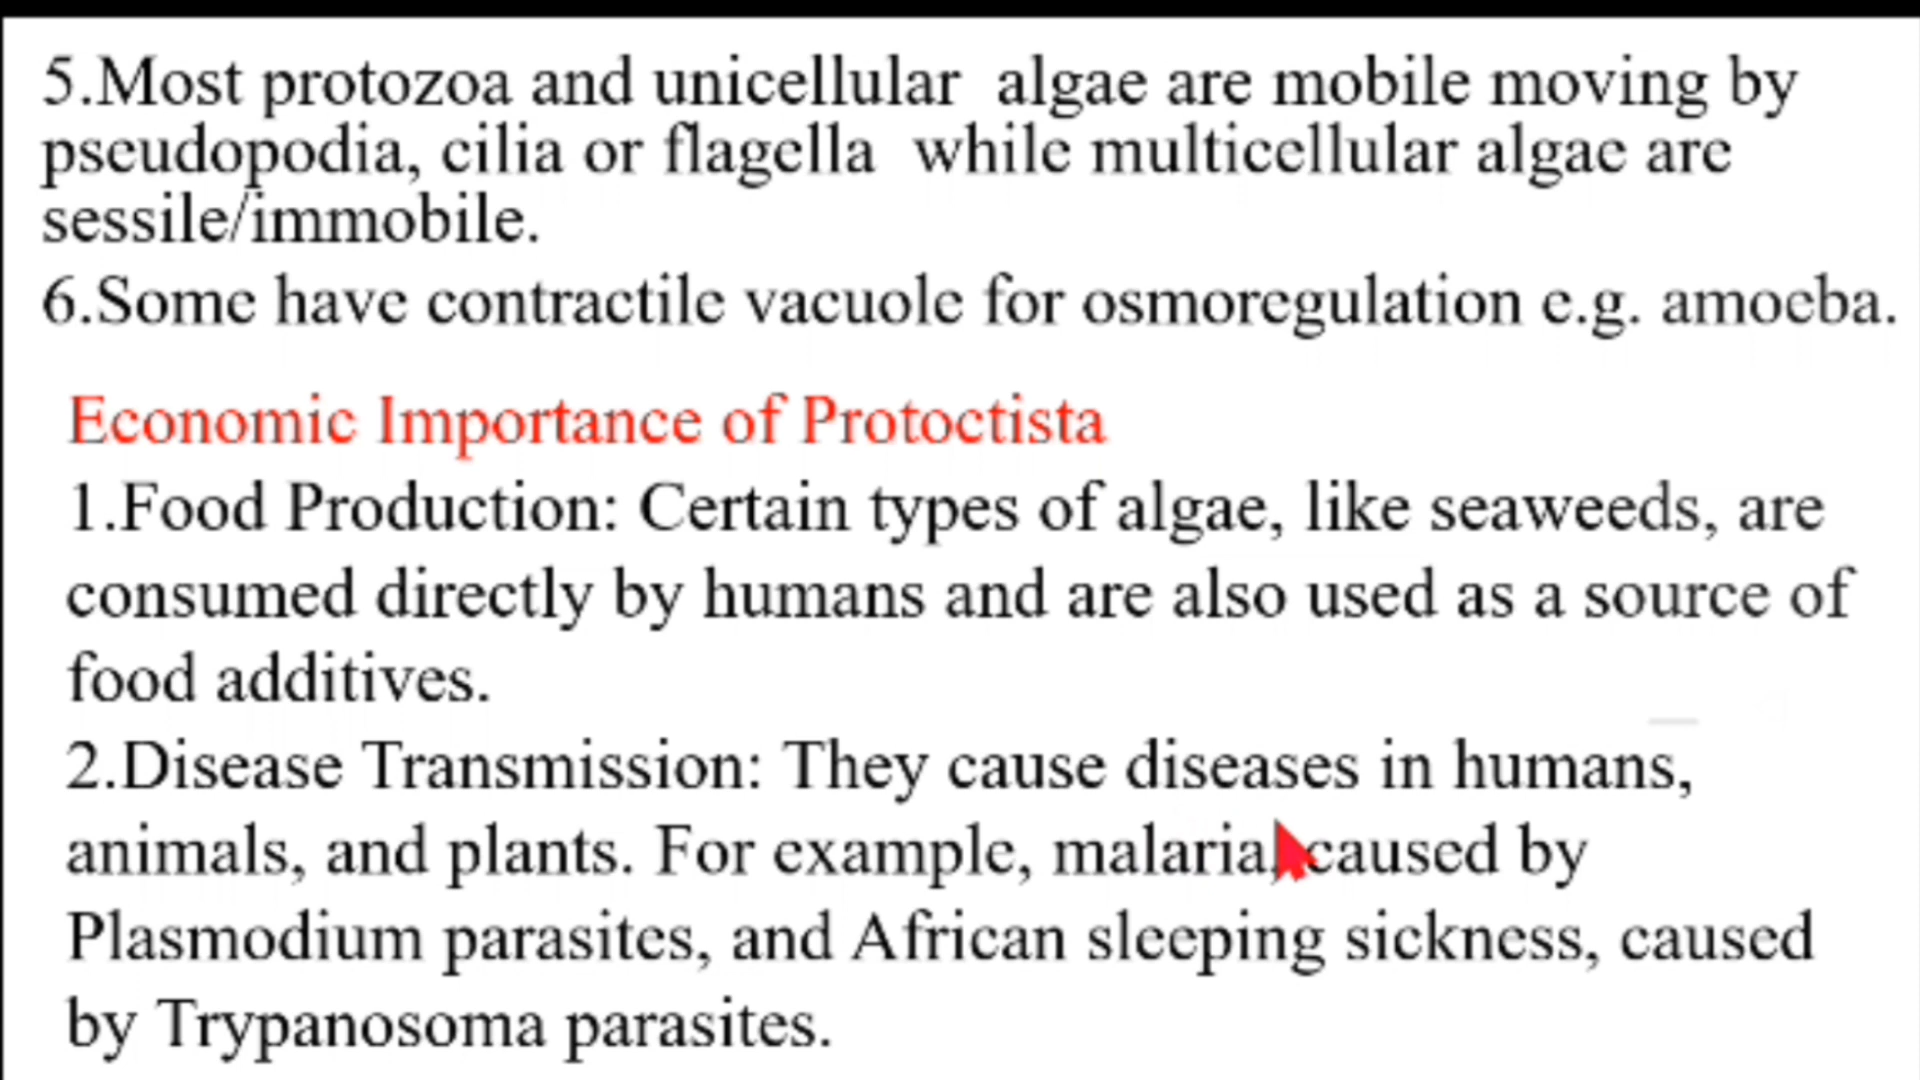 5.Most protozoa and unicellular algae are mobile moving by
pseudopodia, cilia or flagella while multicellular algae are
sessile/immobile.
6.Some have contractile vacuole for osmoregulation e.g. amoeba.
Economic Importance of Protoctista
1.Food Production: Certain types of algae, like seaweeds, are
consumed directly by humans and are also used as a source of
food additives.
2.Disease Transmission: They cause diseases in humans,
animals, and plants. For example, malaria, caused by
Plasmodium parasites, and African sleeping sickness, caused
by Trypanosoma parasites.